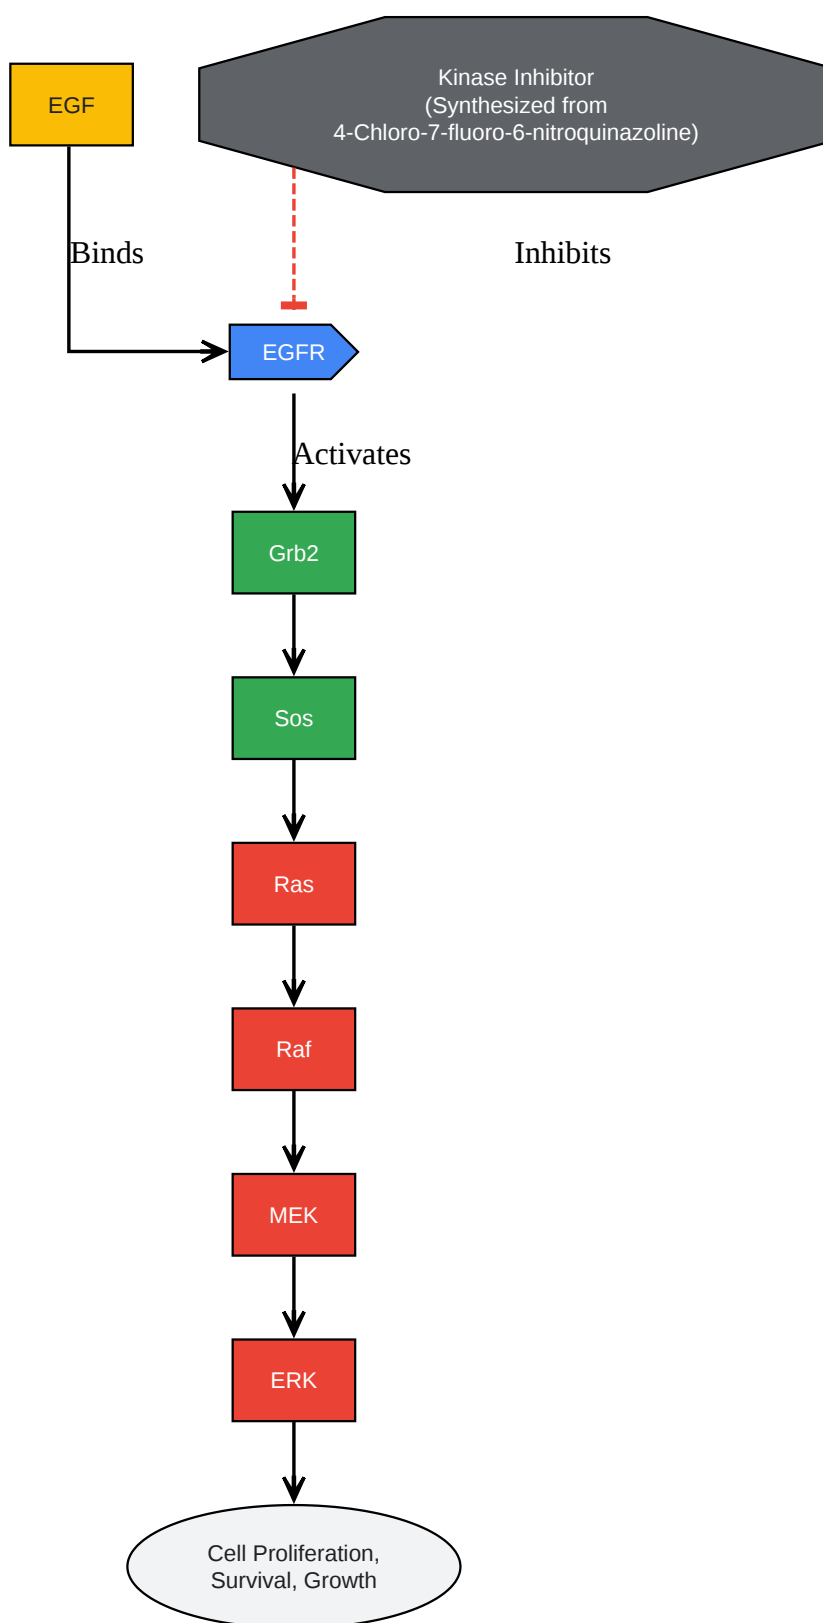 EGF
Kinase Inhibitor
(Synthesized from
4-Chloro-7-fluoro-6-nitroquinazoline)
Binds
Inhibits
EGFR
Activates
Grb2
Sos
Ras
Raf
MEK
ERK
Cell Proliferation,
Survival, Growth